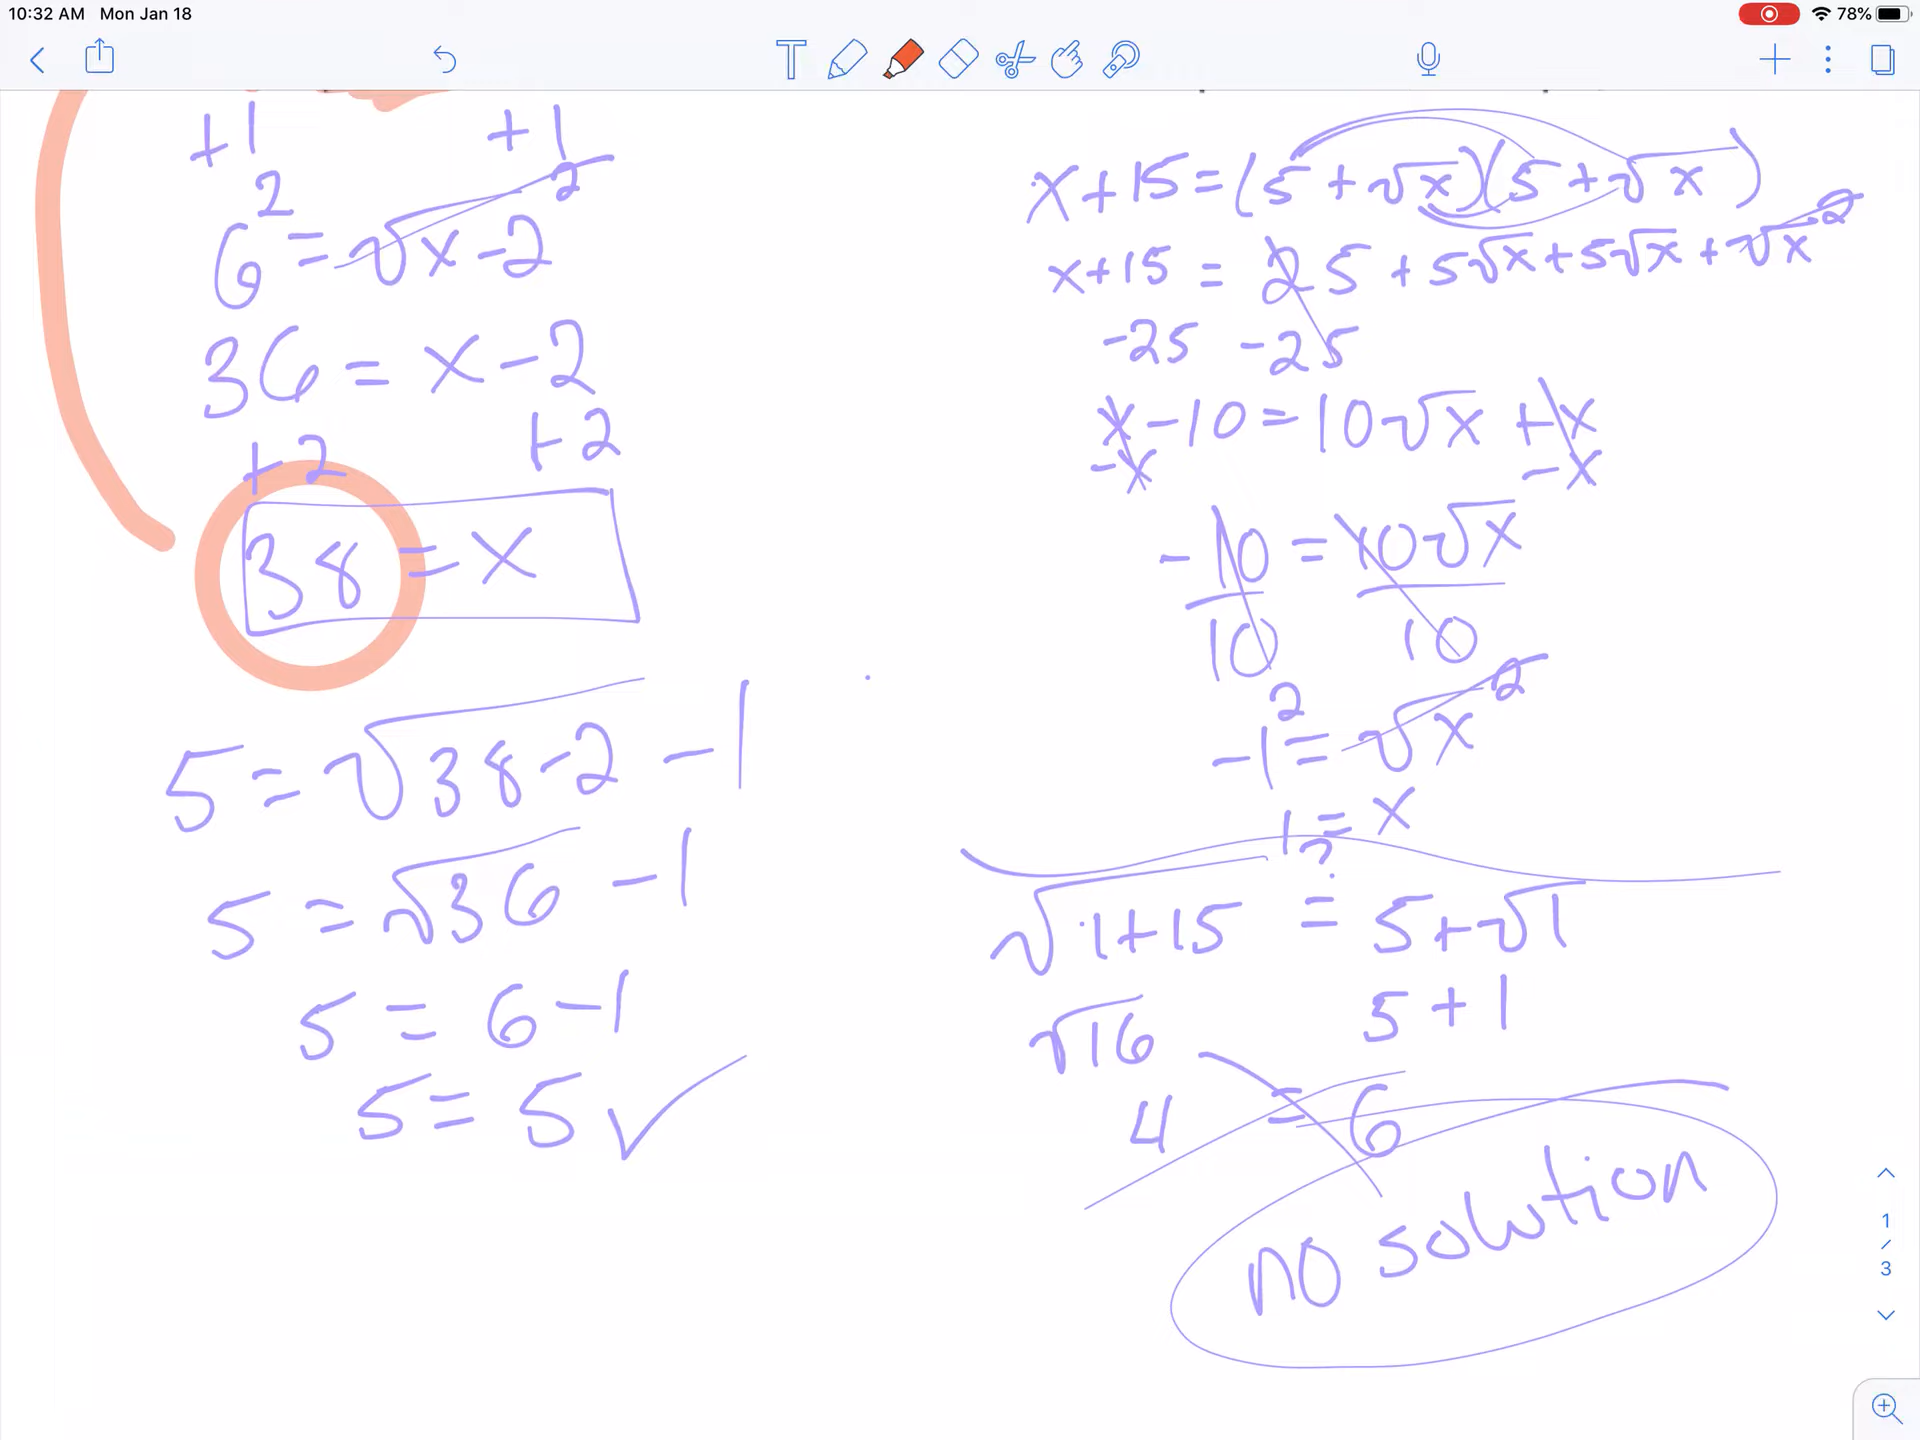 10:32 AM Mon Jan 18
78%
T
+1 +1
6² = √x-2²
36 = x - 2
+2 +2
38 = x
5 = √38-2 - 1
5 = √36 - 1
5 = 6 - 1
5 = 5 ✓
x + 15 = (5 + √x)(5 + √x)
x + 15 = 25 + 5√x + 5√x + √x²
-25 -25
x - 10 = 10√x + x
-x -x
-10 = 10√x
10 10
-1² = √x²
1 = x
√1+15 ≟ 5 + √1
√16 5 + 1
4 = 6
no solution
1
/
3